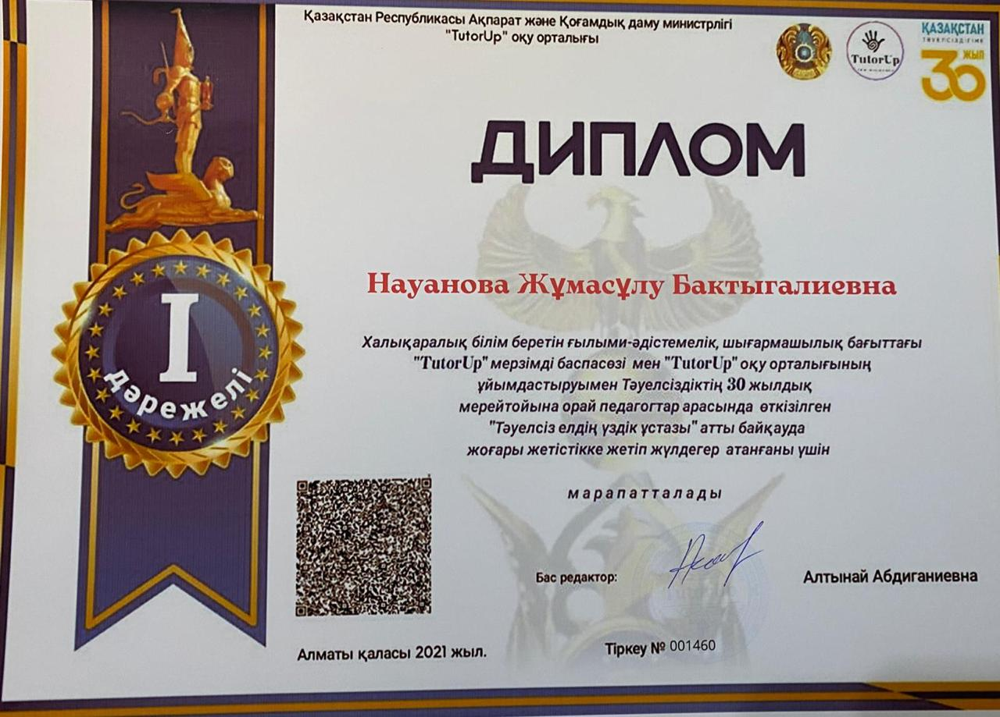 Қазақстан Республикасы Ақпарат және Қоғамдық даму министрлігі
"TutorUp" оқу орталығы
TutorUp
ҚАЗАҚСТАН
ТӘУЕЛСІЗДІГІНЕ
30 ЖЫЛ
ДИПЛОМ
I
дәрежелі
Науанова Жұмасұлу Бактыгалиевна
Халықаралық білім беретін ғылыми-әдістемелік, шығармашылық бағыттағы
"TutorUp" мерзімді баспасөзі мен "TutorUp" оқу орталығының
ұйымдастыруымен Тәуелсіздіктің 30 жылдық
мерейтойына орай педагогтар арасында өткізілген
"Тәуелсіз елдің үздік ұстазы" атты байқауда
жоғары жетістікке жетіп жүлдегер атанғаны үшін
марапатталады
Бас редактор:
Алтынай Абдиганиевна
Алматы қаласы 2021 жыл.
Тіркеу № 001460